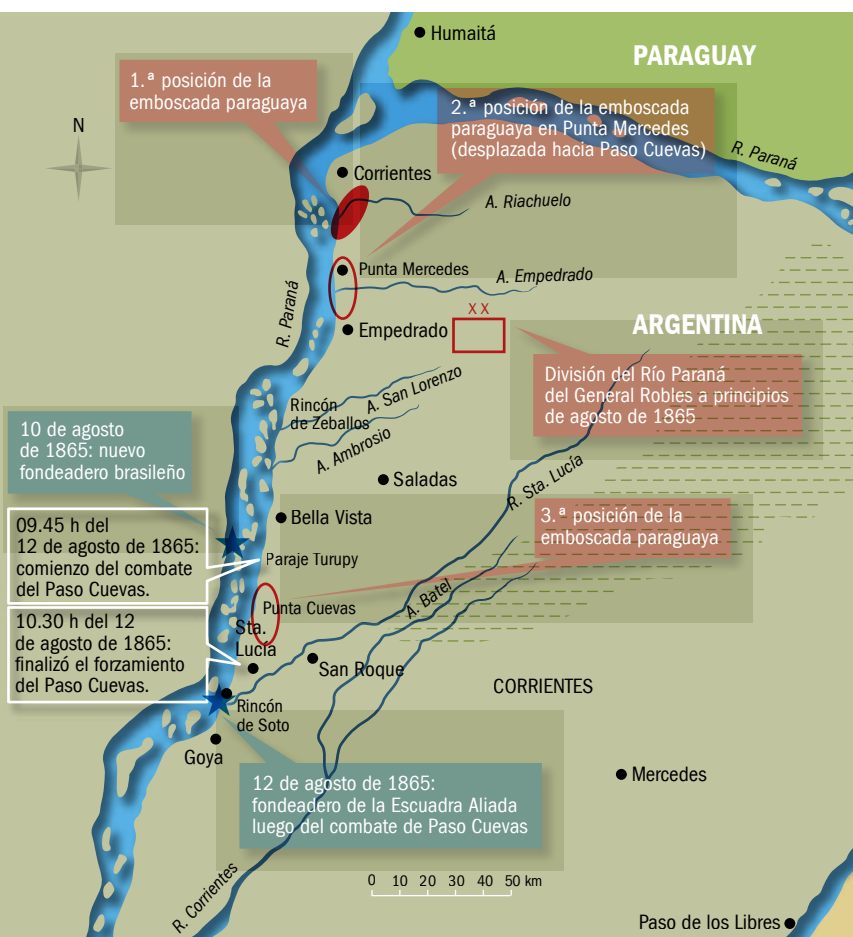 Humaitá
PARAGUAY
1.ª posición de la
emboscada paraguaya
2.ª posición de la emboscada
paraguaya en Punta Mercedes
(desplazada hacia Paso Cuevas)
N
R. Paraná
Corrientes
A. Riachuelo
Punta Mercedes
A. Empedrado
R. Paraná
X X
ARGENTINA
Empedrado
División del Río Paraná
del General Robles a principios
de agosto de 1865
A. San Lorenzo
Rincón
de Zeballos
A. Ambrosio
10 de agosto
de 1865: nuevo
fondeadero brasileño
Saladas
R. Sta. Lucía
Bella Vista
3.ª posición de la
emboscada paraguaya
09.45 h del
12 de agosto de 1865:
comienzo del combate
del Paso Cuevas.
Paraje Turupy
A. Batel
Punta Cuevas
10.30 h del 12
de agosto de 1865:
finalizó el forzamiento
del Paso Cuevas.
Sta.
Lucía
San Roque
CORRIENTES
Rincón
de Soto
Goya
12 de agosto de 1865:
fondeadero de la Escuadra Aliada
luego del combate de Paso Cuevas
Mercedes
R. Corrientes
0 10 20 30 40 50 km
Paso de los Libres